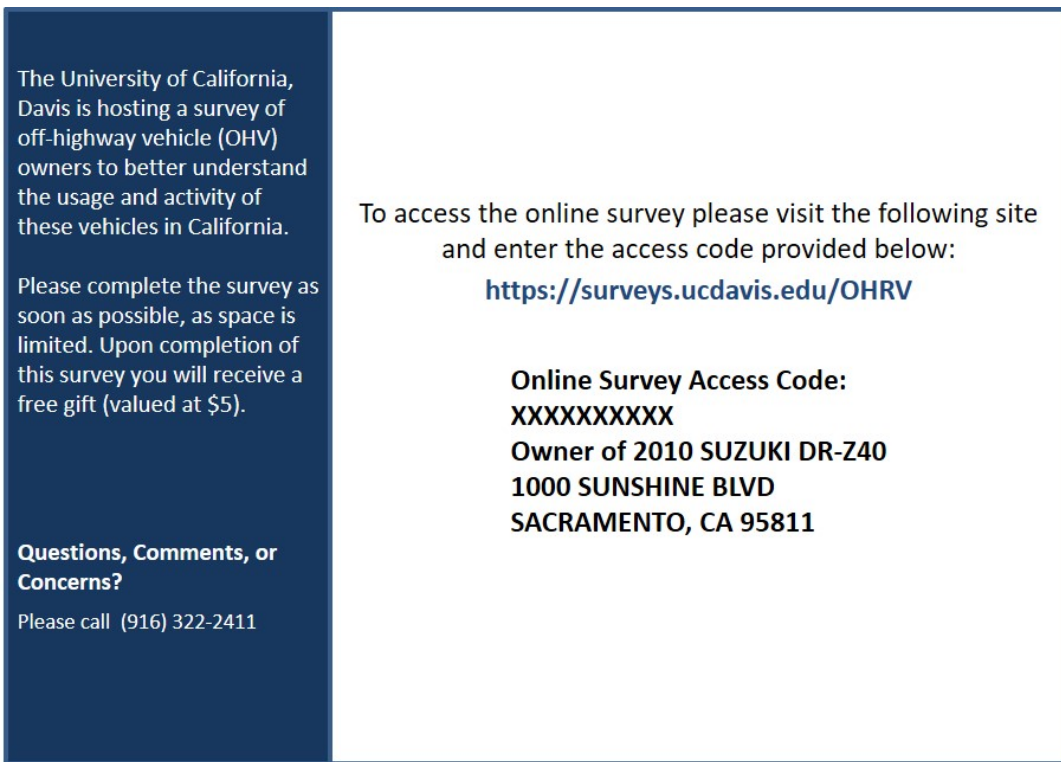 The University of California,
Davis is hosting a survey of
off-highway vehicle (OHV)
owners to better understand
the usage and activity of
these vehicles in California.
Please complete the survey as
soon as possible, as space is
limited. Upon completion of
this survey you will receive a
free gift (valued at $5).
Questions, Comments, or
Concerns?
Please call (916) 322-2411
To access the online survey please visit the following site
and enter the access code provided below:
https://surveys.ucdavis.edu/OHRV
Online Survey Access Code:
XXXXXXXXXX
Owner of 2010 SUZUKI DR-Z40
1000 SUNSHINE BLVD
SACRAMENTO, CA 95811